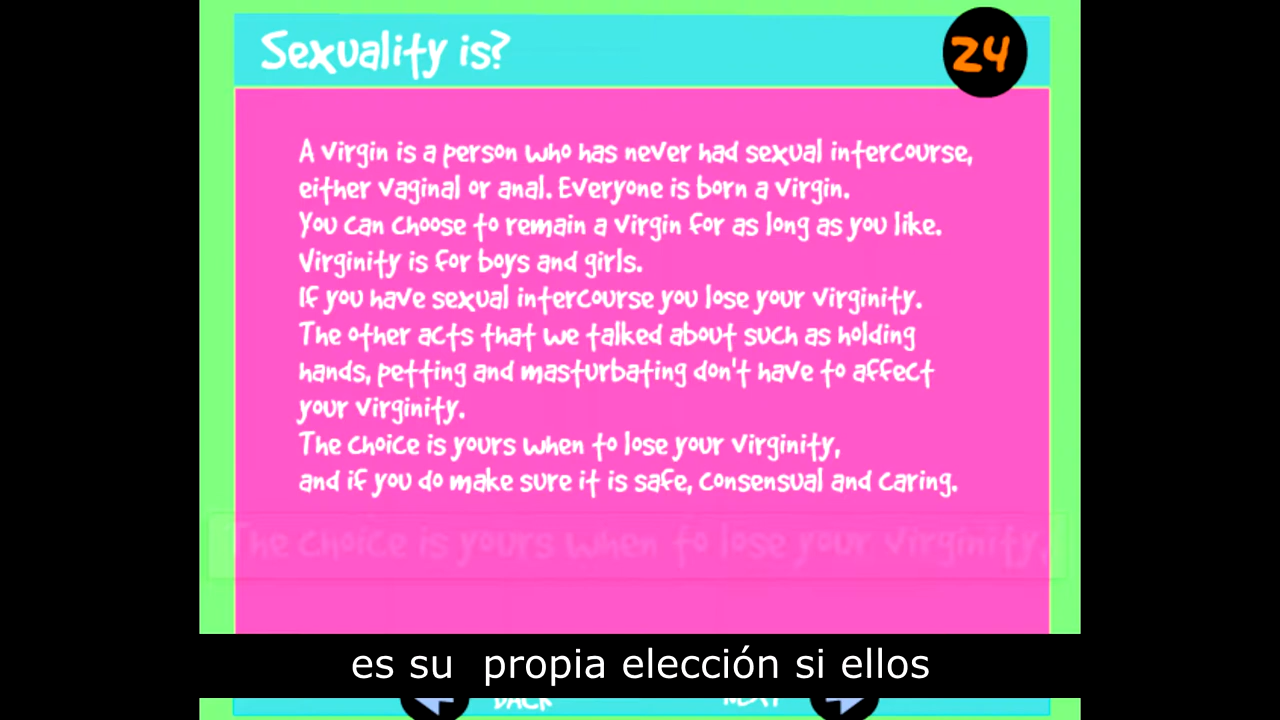 Sexuality is?
24
A virgin is a person who has never had sexual intercourse,
either vaginal or anal. Everyone is born a virgin.
You can choose to remain a virgin for as long as you like.
Virginity is for boys and girls.
If you have sexual intercourse you lose your virginity.
The other acts that we talked about such as holding
hands, petting and masturbating don't have to affect
your virginity.
The choice is yours when to lose your virginity,
and if you do make sure it is safe, consensual and caring.
The choice is yours when to lose your virginity,
es su propia elección si ellos
BACK
NEXT